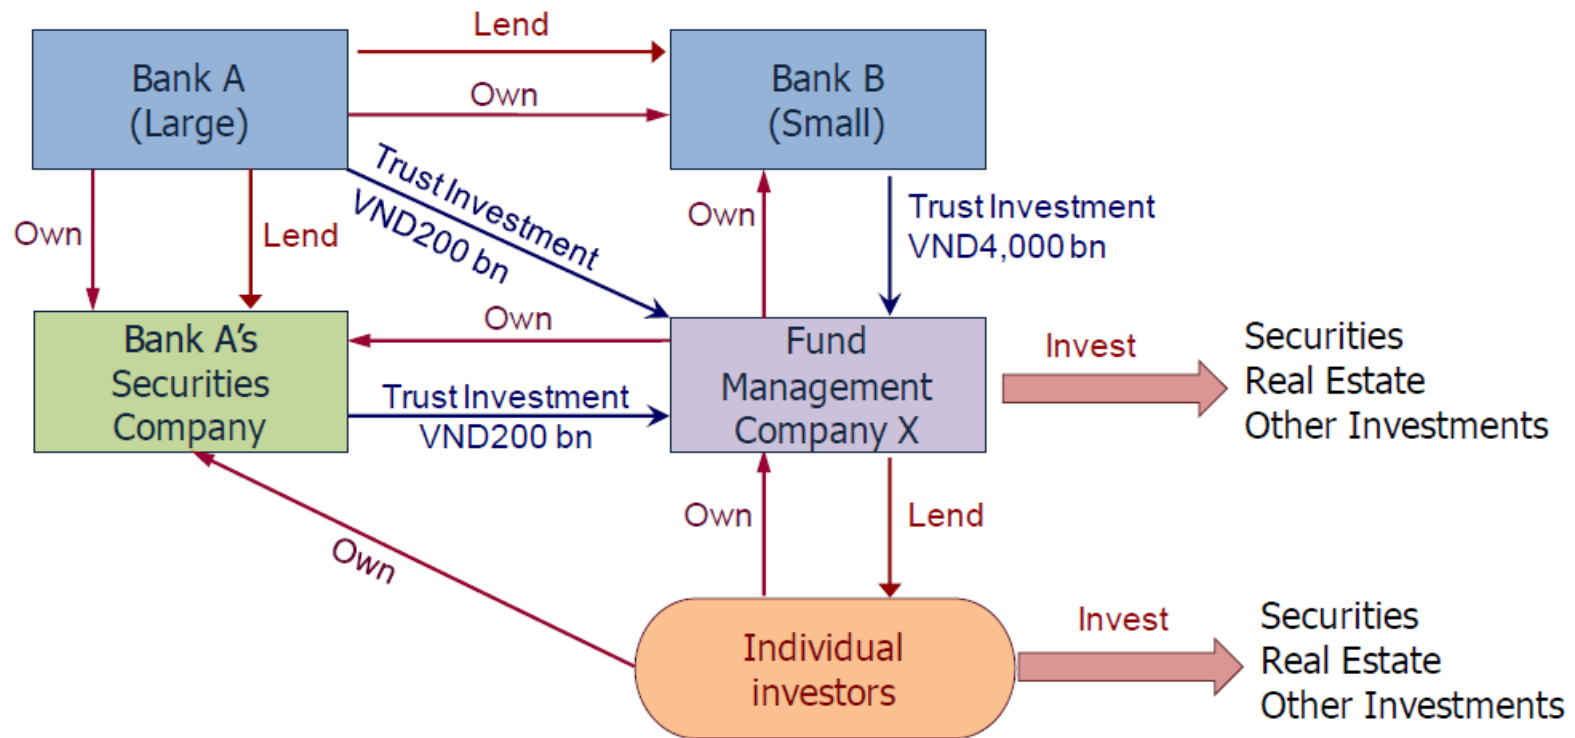 Lend
Bank A
(Large)
Bank B
(Small)
Own
Trust Investment
VND200 bn
Own
Lend
Own
Trust Investment
VND4,000 bn
Own
Bank A's
Securities
Company
Fund
Management
Company X
Invest
Securities
Real Estate
Other Investments
Trust Investment
VND200 bn
Own
Own
Lend
Individual
investors
Invest
Securities
Real Estate
Other Investments